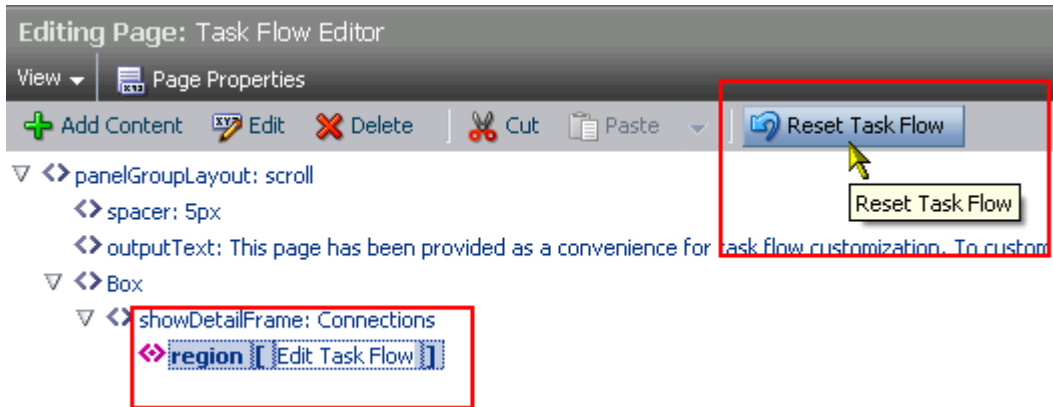 Editing Page: Task Flow Editor
View Page Properties
Add Content Edit Delete Cut Paste Reset Task Flow
panelGroupLayout: scroll
Reset Task Flow
<> spacer: 5px
<> outputText: This page has been provided as a convenience for task flow customization. To custom
<> Box
<> showDetailFrame: Connections
region [ Edit Task Flow ]